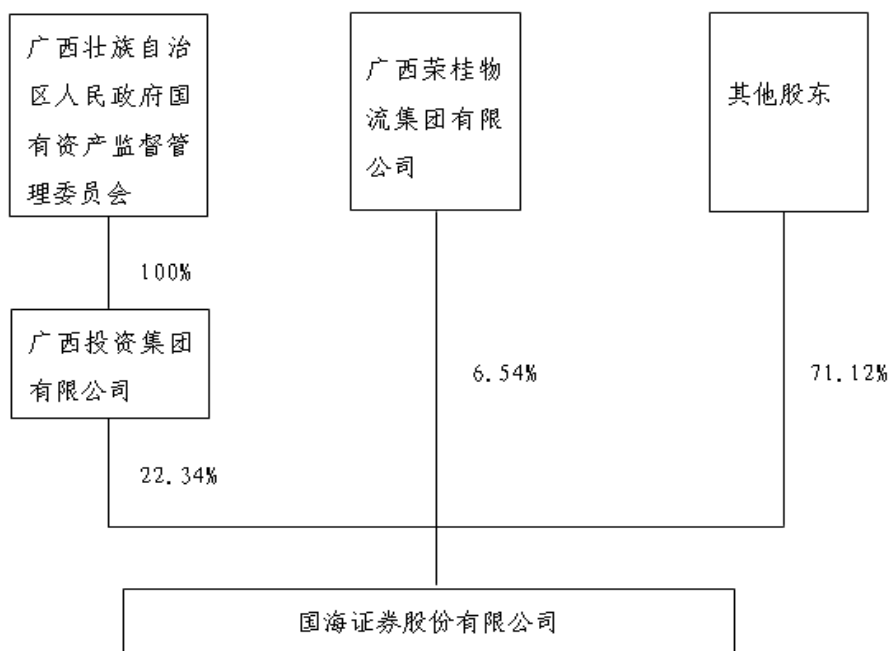 广西壮族自治
区人民政府国
有资产监督管
理委员会
广西荣桂物
流集团有限
公司
其他股东
100%
广西投资集团
有限公司
6.54%
71.12%
22.34%
国海证券股份有限公司